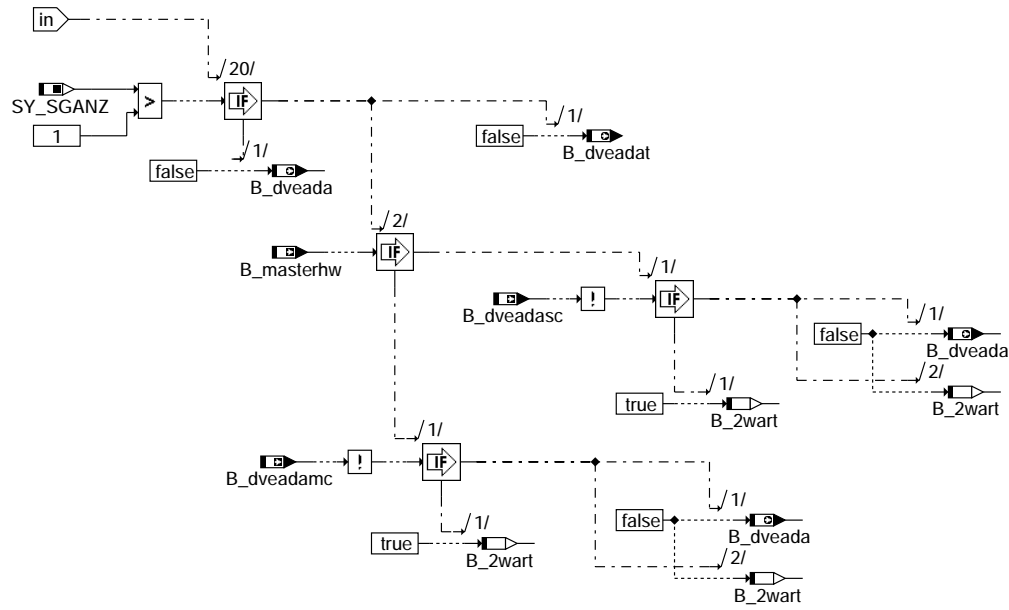 in
/20/
IF
SY_SGANZ
>
1
/1/
false
B_dveada
/1/
false
B_dveadat
/2/
IF
B_masterhw
/1/
IF
B_dveadasc
!
/1/
false
B_dveada
/2/
B_2wart
/1/
true
B_2wart
/1/
IF
B_dveadamc
!
/1/
false
B_dveada
/2/
B_2wart
/1/
true
B_2wart